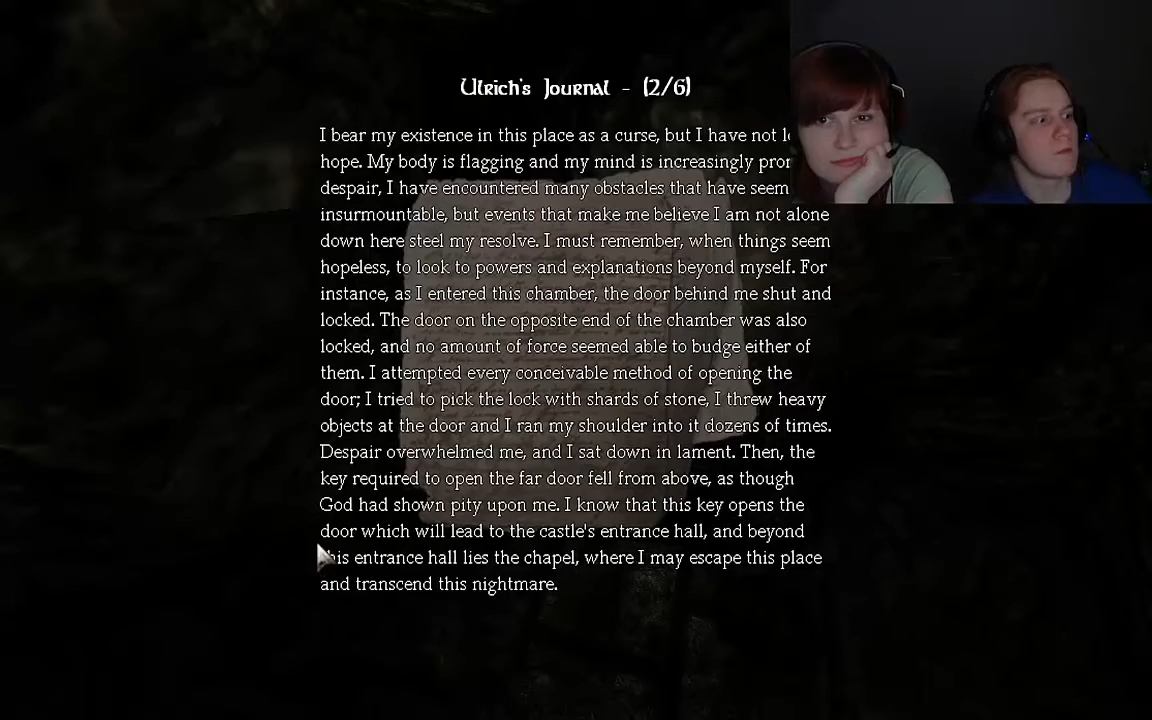 Ulrich's Journal - (2/6)
I bear my existence in this place as a curse, but I have not
hope. My body is flagging and my mind is increasingly
despair, I have encountered many obstacles that have
insurmountable, but events that make me believe I am not alone
down here steel my resolve. I must remember, when things seem
hopeless, to look to powers and explanations beyond myself. For
instance, as I entered this chamber, the door behind me shut and
locked. The door on the opposite end of the chamber was also
locked, and no amount of force seemed able to budge either of
them. I attempted every conceivable method of opening the
door; I tried to pick the lock with shards of stone, I threw heavy
objects at the door and I ran my shoulder into it dozens of times.
Despair overwhelmed me, and I sat down in lament. Then, the
key required to open the far door fell from above, as though
God had shown pity upon me. I know that this key opens the
door which will lead to the castle's entrance hall, and beyond
this entrance hall lies the chapel, where I may escape this place
and transcend this nightmare.